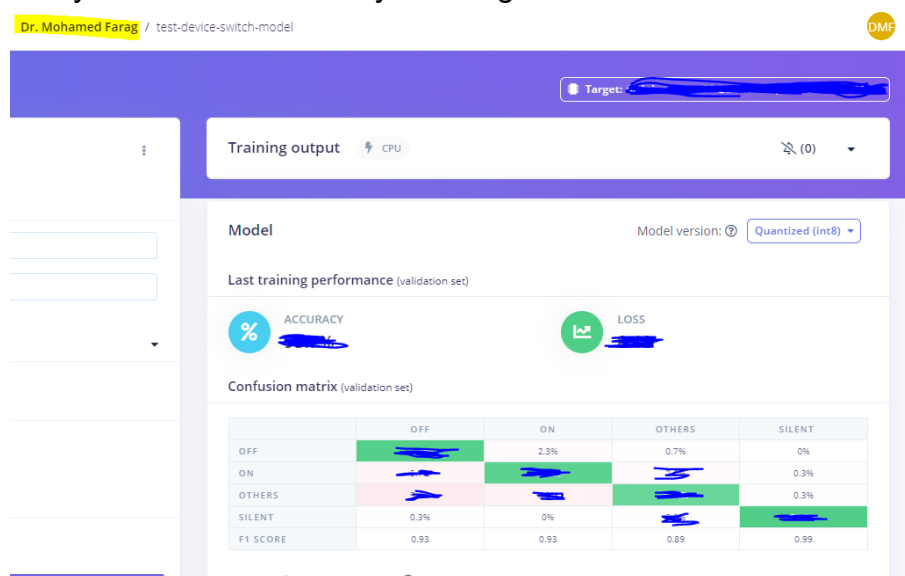 Dr. Mohamed Farag / test-device-switch-model
DMF
Target:
Training output CPU (0)
Model Model version: Quantized (int8)
Last training performance (validation set)
ACCURACY LOSS
Confusion matrix (validation set)
OFF ON OTHERS SILENT
OFF 2.3% 0.7% 0%
ON 0.3%
OTHERS 0.3%
SILENT 0.3% 0%
F1 SCORE 0.93 0.93 0.89 0.99